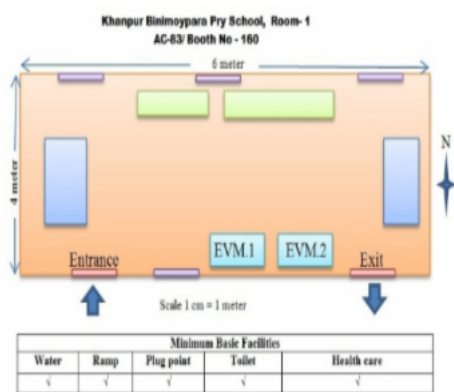 Khanpur Binimoypara Pry School, Room- 1
AC-83/ Booth No - 160
6 meter
4 meter
N
EVM.1
EVM.2
Entrance
Exit
Scale 1 cm = 1 meter
Minimum Basic Facilities
Water Ramp Plug point Toilet Health care
√ √ √ √ √